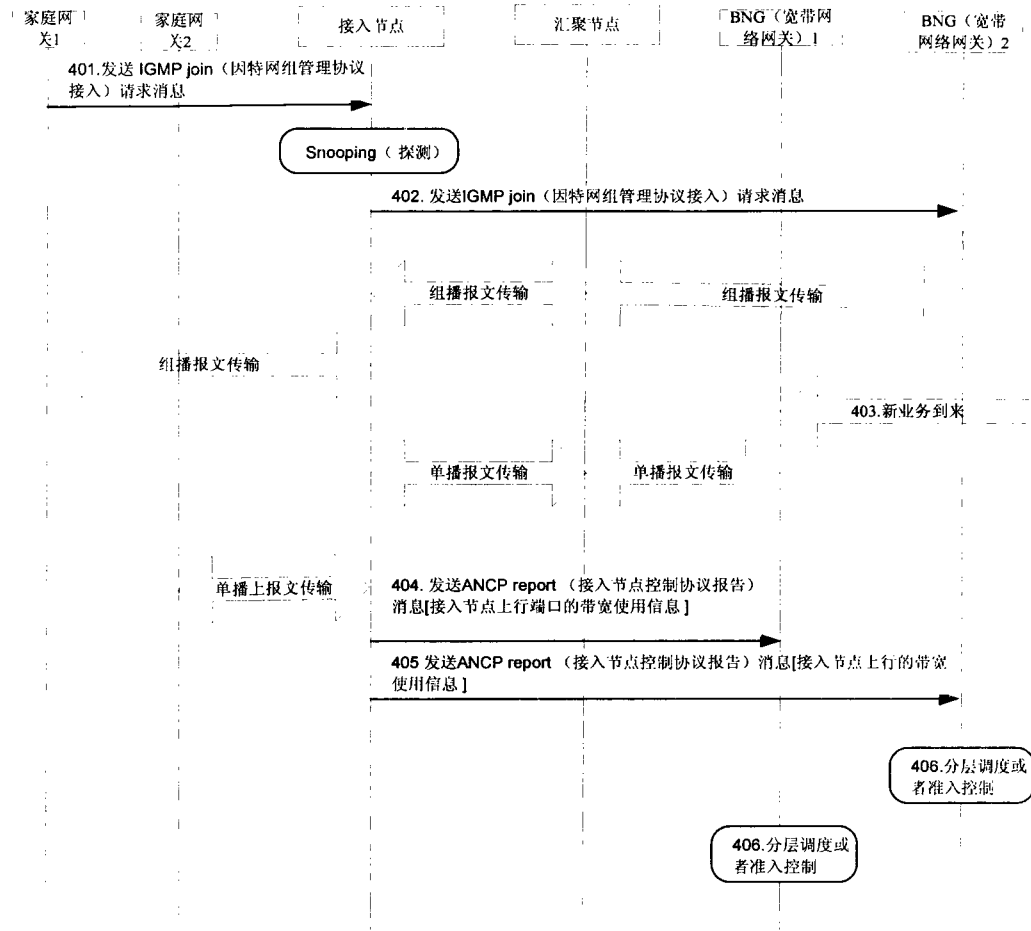 家庭网
关1
家庭网
关2
接入节点
汇聚节点
BNG（宽带网
络网关）1
BNG（宽带
网络网关）2
401.发送 IGMP join（因特网组管理协议
接入）请求消息
Snooping（ 探测）
402. 发送IGMP join（因特网组管理协议接入）请求消息
组播报文传输
组播报文传输
组播报文传输
403.新业务到来
单播报文传输
单播报文传输
单播上报文传输
404. 发送ANCP report （接入节点控制协议报告）
消息[接入节点上行端口的带宽使用信息 ]
405 发送ANCP report （接入节点控制协议报告）消息[接入节点上行的带宽
使用信息 ]
406.分层调度或
者准入控制
406.分层调度或
者准入控制